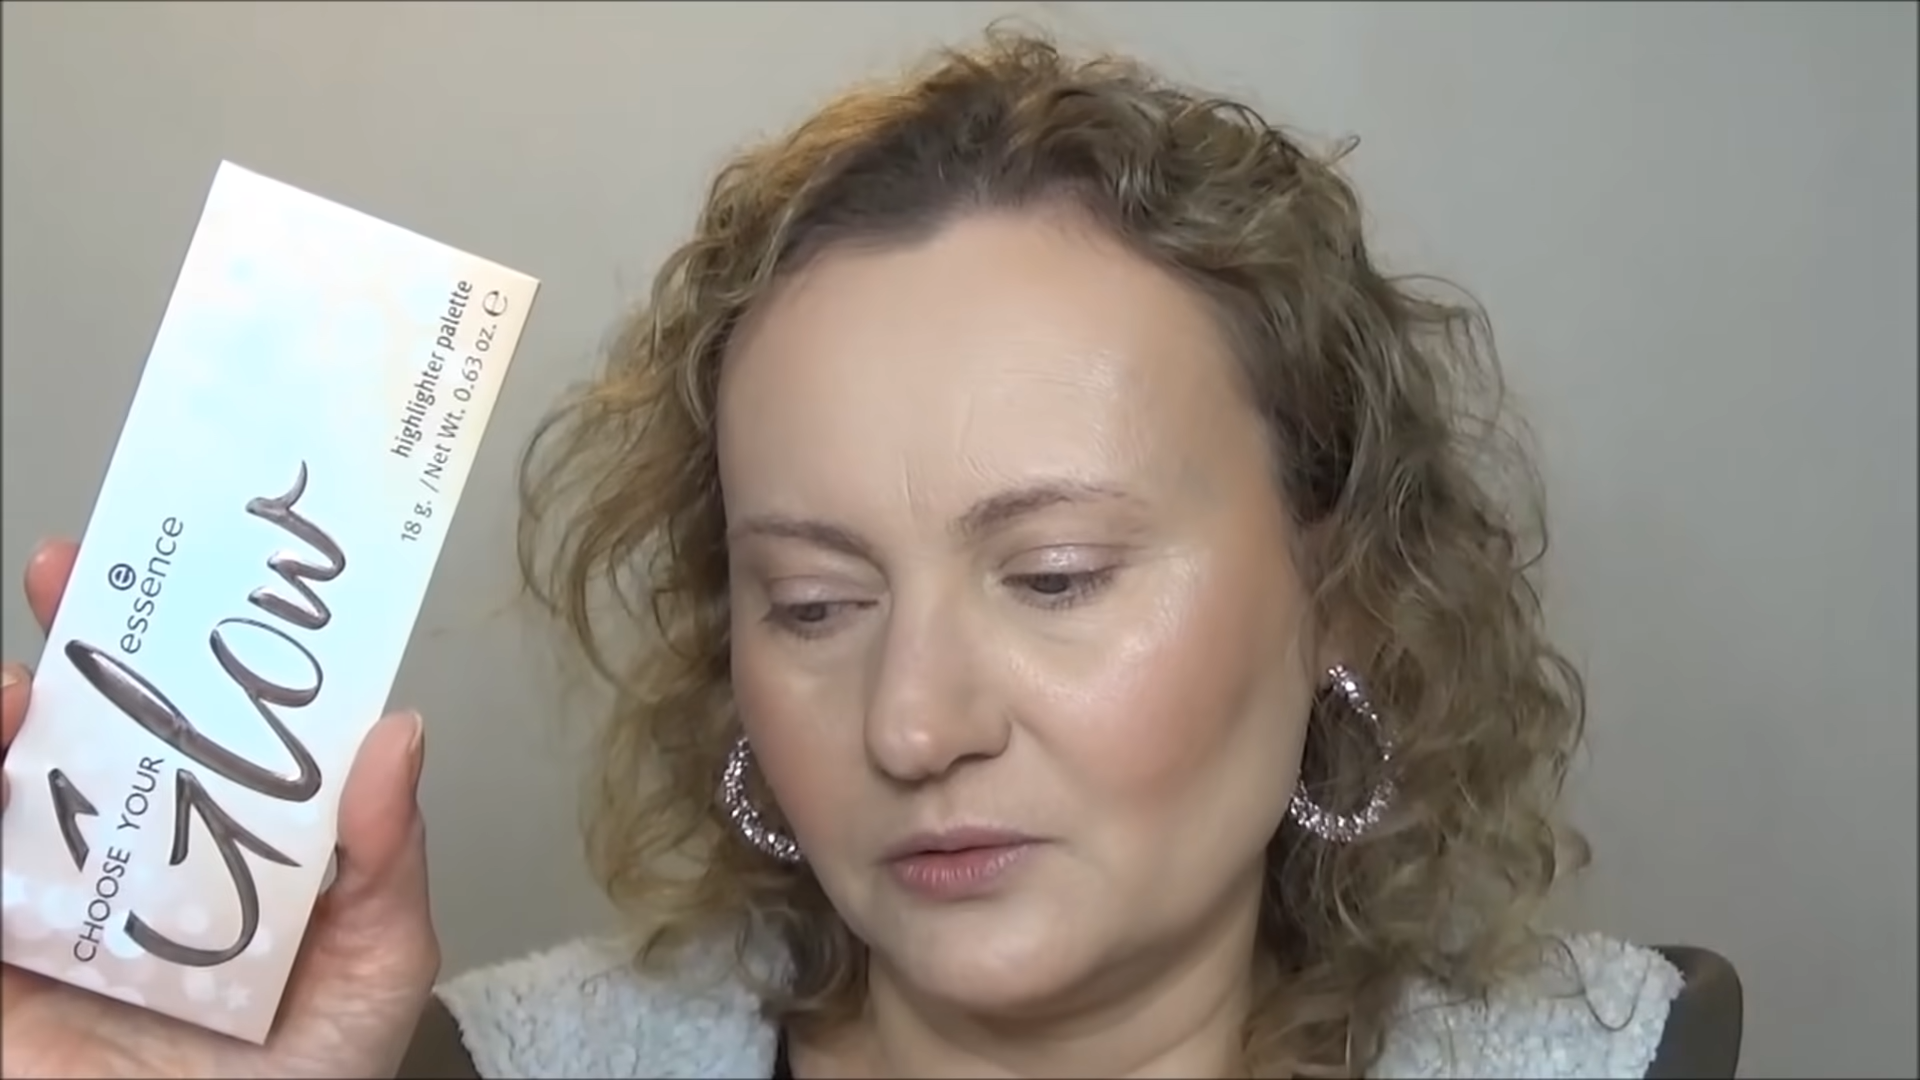 essence
CHOOSE YOUR
Glow
highlighter palette
18 g. / Net Wt. 0.63 oz. e